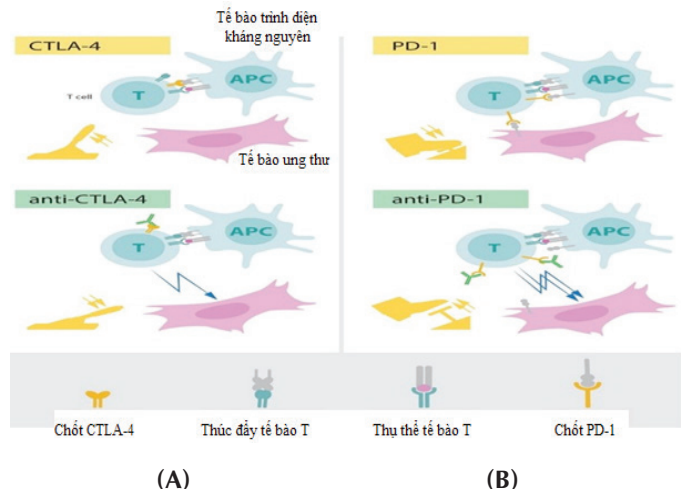 Tế bào trình diện
kháng nguyên
CTLA-4
T cell
T
APC
Tế bào ung thư
PD-1
T
APC
anti-CTLA-4
T
APC
anti-PD-1
T
APC
Chốt CTLA-4
Thúc đẩy tế bào T
Thụ thể tế bào T
Chốt PD-1
(A)
(B)